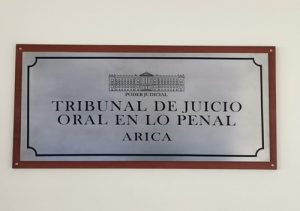 PODER JUDICIAL
TRIBUNAL DE JUICIO
ORAL EN LO PENAL
ARICA